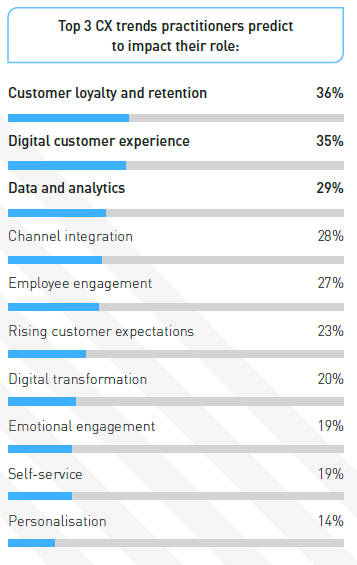 Top 3 CX trends practitioners predict
to impact their role:
Customer loyalty and retention 36%
Digital customer experience 35%
Data and analytics 29%
Channel integration 28%
Employee engagement 27%
Rising customer expectations 23%
Digital transformation 20%
Emotional engagement 19%
Self-service 19%
Personalisation 14%